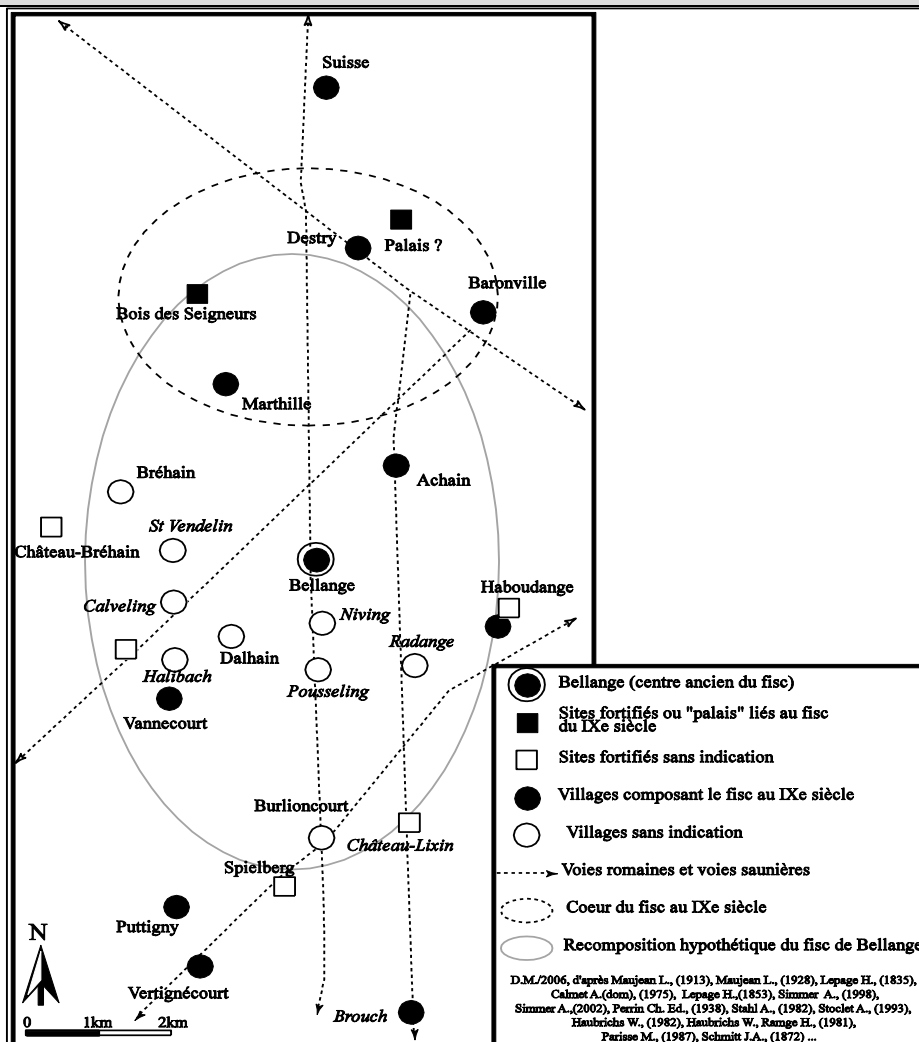 Suisse
Destry
Palais ?
Baronville
Bois des Seigneurs
Marthille
Achain
Bréhain
St Vendelin
Château-Bréhain
Bellange
Haboudange
Calveling
Niving
Radange
Dalhain
Halibach
Pousseling
Vannecourt
Burlioncourt
Château-Lixin
Spielberg
Puttigny
Vertignécourt
Brouch
N
0 1km 2km
Bellange (centre ancien du fisc)
Sites fortifiés ou "palais" liés au fisc
du IXe siècle
Sites fortifiés sans indication
Villages composant le fisc au IXe siècle
Villages sans indication
Voies romaines et voies saunières
Coeur du fisc au IXe siècle
Recomposition hypothétique du fisc de Bellange
D.M./2006, d'après Maujean L., (1913), Maujean L., (1928), Lepage H., (1835),
Calmet A.(dom), (1975), Lepage H.,(1853), Simmer A., (1998),
Simmer A.,(2002), Perrin Ch. Ed., (1938), Stahl A., (1982), Stoclet A., (1993),
Haubrichs W., (1982), Haubrichs W., Ramge H., (1981),
Parisse M., (1987), Schmitt J.A., (1872) ...